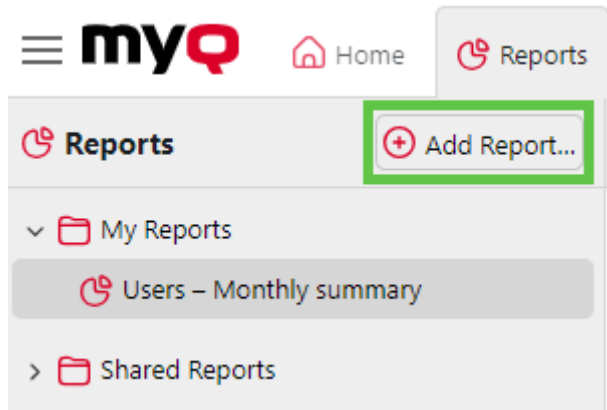 myQ Home Reports
Reports Add Report...
My Reports
Users – Monthly summary
Shared Reports